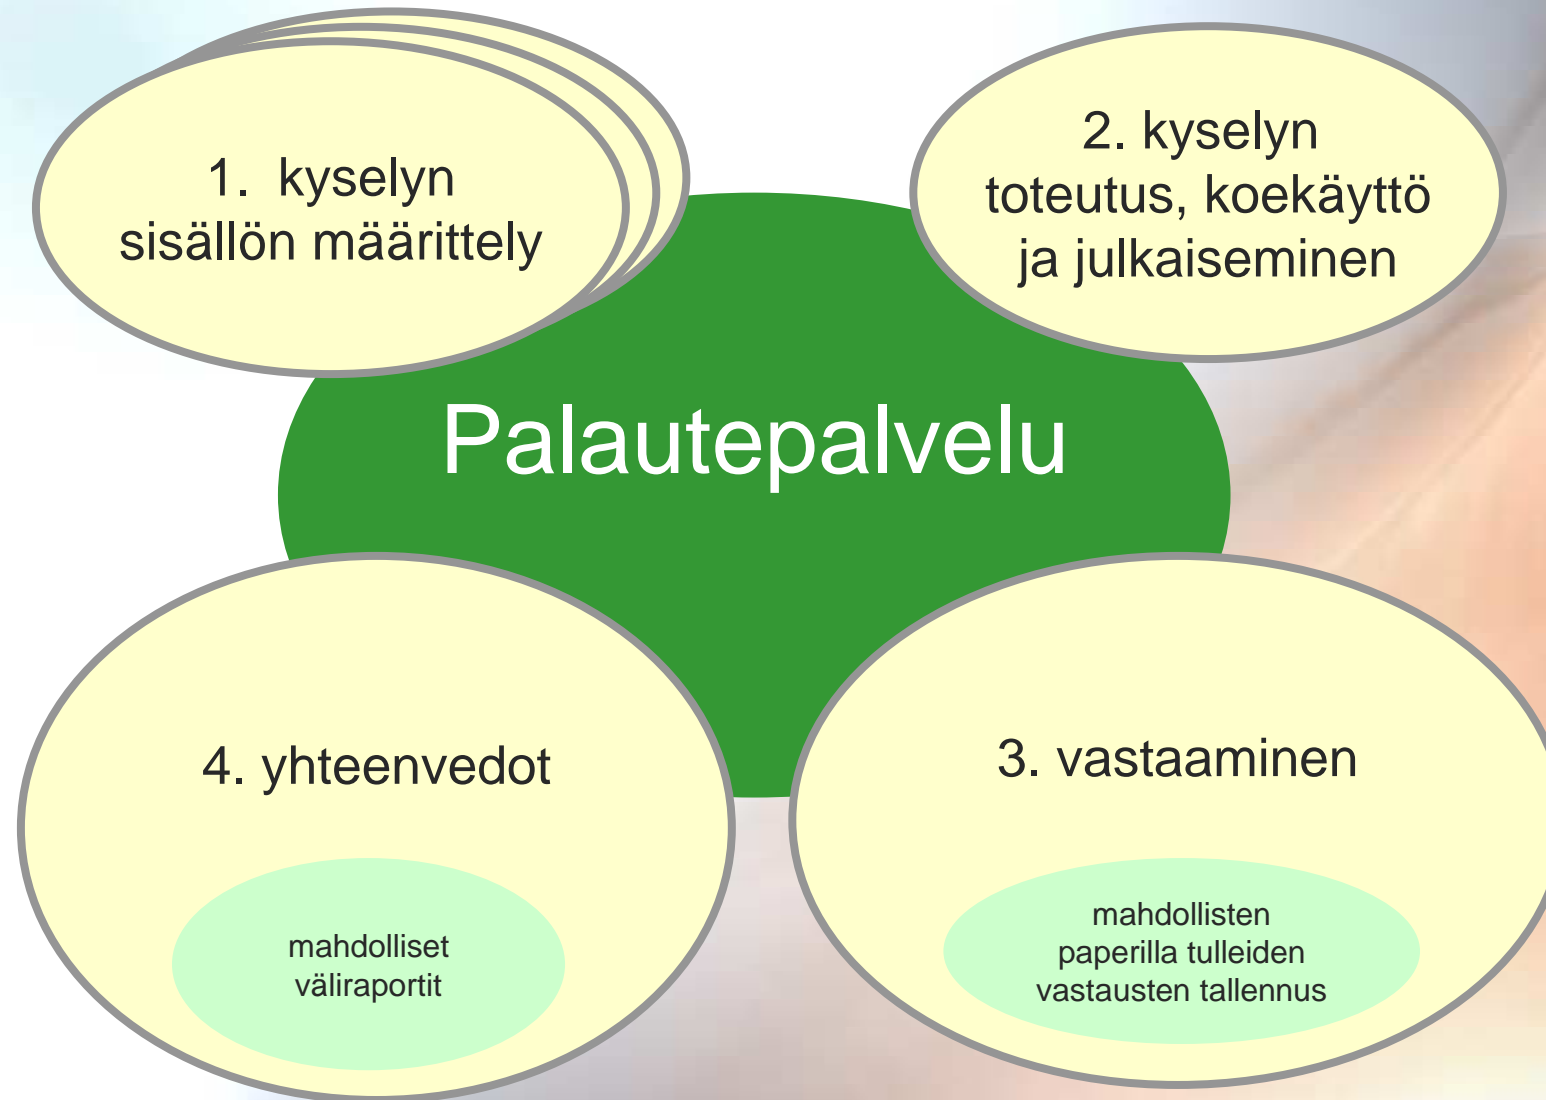 1. kyselyn
sisällön määrittely
2. kyselyn
toteutus, koekäyttö
ja julkaiseminen
Palautepalvelu
4. yhteenvedot
mahdolliset
väliraportit
3. vastaaminen
mahdollisten
paperilla tulleiden
vastausten tallennus